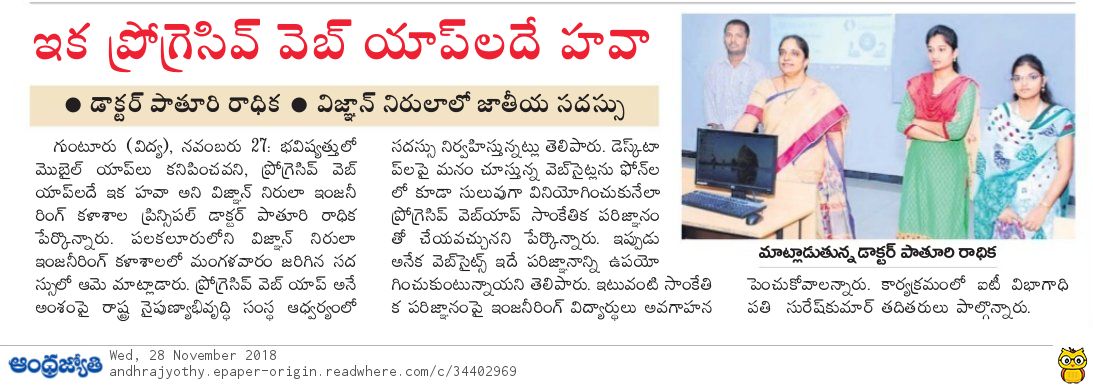 ఇక ప్రోగ్రెసివ్ వెబ్ యాప్‌లదే హవా
● డాక్టర్ పాతూరి రాధిక ● విజ్ఞాన్ నిరులాలో జాతీయ సదస్సు
గుంటూరు (విద్య), నవంబరు 27: భవిష్యత్తులో
మొబైల్ యాప్‌లు కనిపించవని, ప్రోగ్రెసివ్ వెబ్
యాప్‌లదే ఇక హవా అని విజ్ఞాన్ నిరులా ఇంజనీ
రింగ్ కళాశాల ప్రిన్సిపల్ డాక్టర్ పాతూరి రాధిక
పేర్కొన్నారు. పలకలూరులోని విజ్ఞాన్ నిరులా
ఇంజనీరింగ్ కళాశాలలో మంగళవారం జరిగిన సద
స్సులో ఆమె మాట్లాడారు. ప్రోగ్రెసివ్ వెబ్ యాప్ అనే
అంశంపై రాష్ట్ర నైపుణ్యాభివృద్ధి సంస్థ ఆధ్వర్యంలో
సదస్సు నిర్వహిస్తున్నట్లు తెలిపారు. డెస్క్‌టా
ప్‌లపై మనం చూస్తున్న వెబ్‌సైట్లను ఫోన్‌ల
లో కూడా సులువుగా వినియోగించుకునేలా
ప్రోగ్రెసివ్ వెబ్‌యాప్ సాంకేతిక పరిజ్ఞానం
తో చేయవచ్చునని పేర్కొన్నారు. ఇప్పుడు
అనేక వెబ్‌సైట్స్ ఇదే పరిజ్ఞానాన్ని ఉపయో
గించుకుంటున్నాయని తెలిపారు. ఇటువంటి సాంకేతి
క పరిజ్ఞానంపై ఇంజనీరింగ్ విద్యార్థులు అవగాహన
మాట్లాడుతున్న డాక్టర్ పాతూరి రాధిక
పెంచుకోవాలన్నారు. కార్యక్రమంలో ఐటీ విభాగాధి
పతి సురేష్‌కుమార్ తదితరులు పాల్గొన్నారు.
ఆంధ్రజ్యోతి
Wed, 28 November 2018
andhrajyothy.epaper-origin.readwhere.com/c/34402969